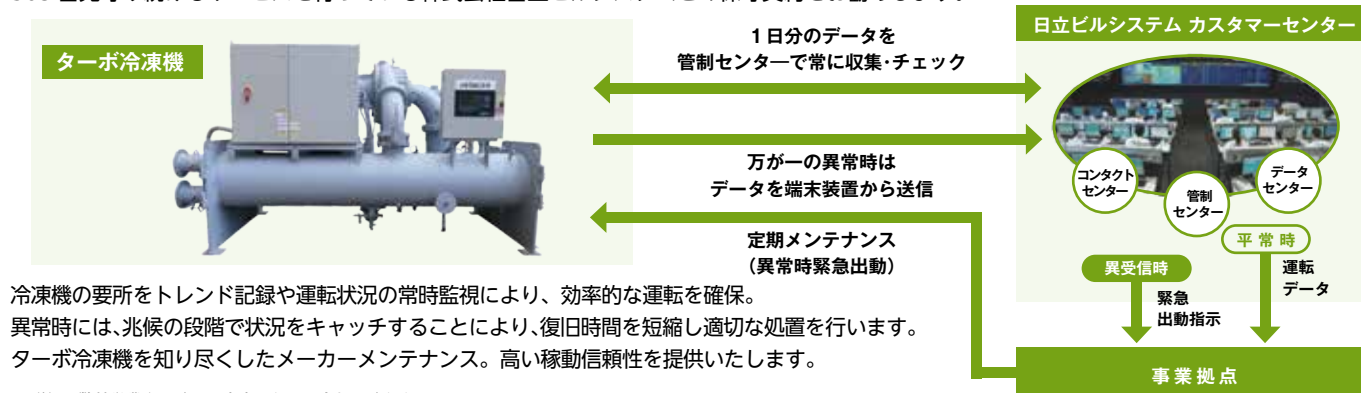 ターボ冷凍機
1日分のデータを
管制センタ―で常に収集・チェック
万が一の異常時は
データを端末装置から送信
定期メンテナンス
（異常時緊急出動）
日立ビルシステム カスタマーセンター
コンタクト
センター
管制
センター
データ
センター
平常時
異受信時
運転
データ
緊急
出動指示
事業拠点
冷凍機の要所をトレンド記録や運転状況の常時監視により、効率的な運転を確保。
異常時には、兆候の段階で状況をキャッチすることにより、復旧時間を短縮し適切な処置を行います。
ターボ冷凍機を知り尽くしたメーカーメンテナンス。高い稼動信頼性を提供いたします。